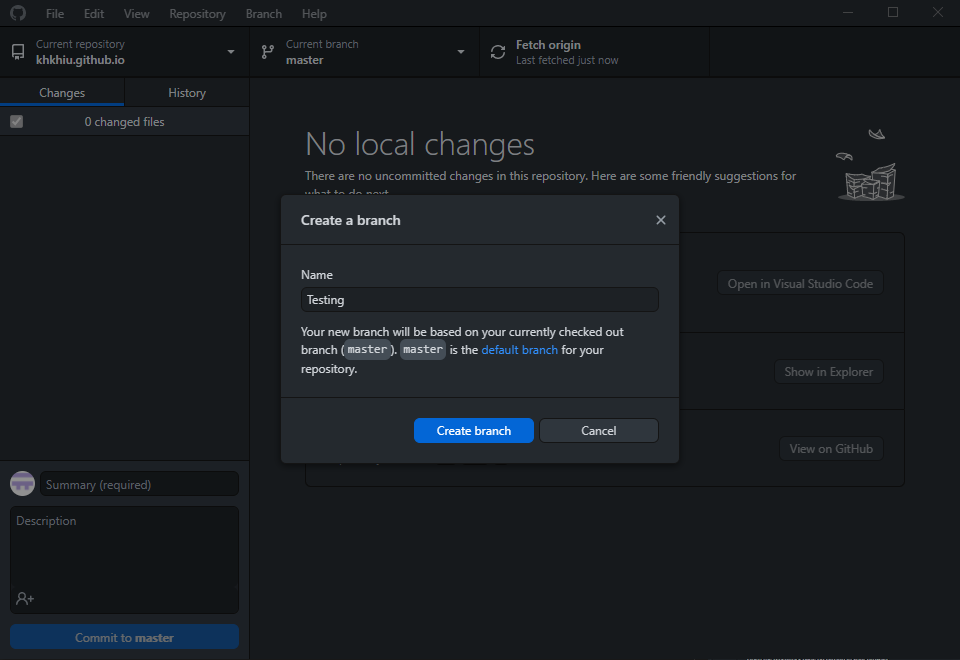 File Edit View Repository Branch Help
Current repository
khkhiu.github.io
Current branch
master
Fetch origin
Last fetched just now
Changes
History
0 changed files
No local changes
There are no uncommitted changes in this repository. Here are some friendly suggestions for
what to do next.
Create a branch
Name
Testing
Your new branch will be based on your currently checked out
branch (master). master is the default branch for your
repository.
Create branch
Cancel
Open in Visual Studio Code
Show in Explorer
View on GitHub
Summary (required)
Description
Commit to master